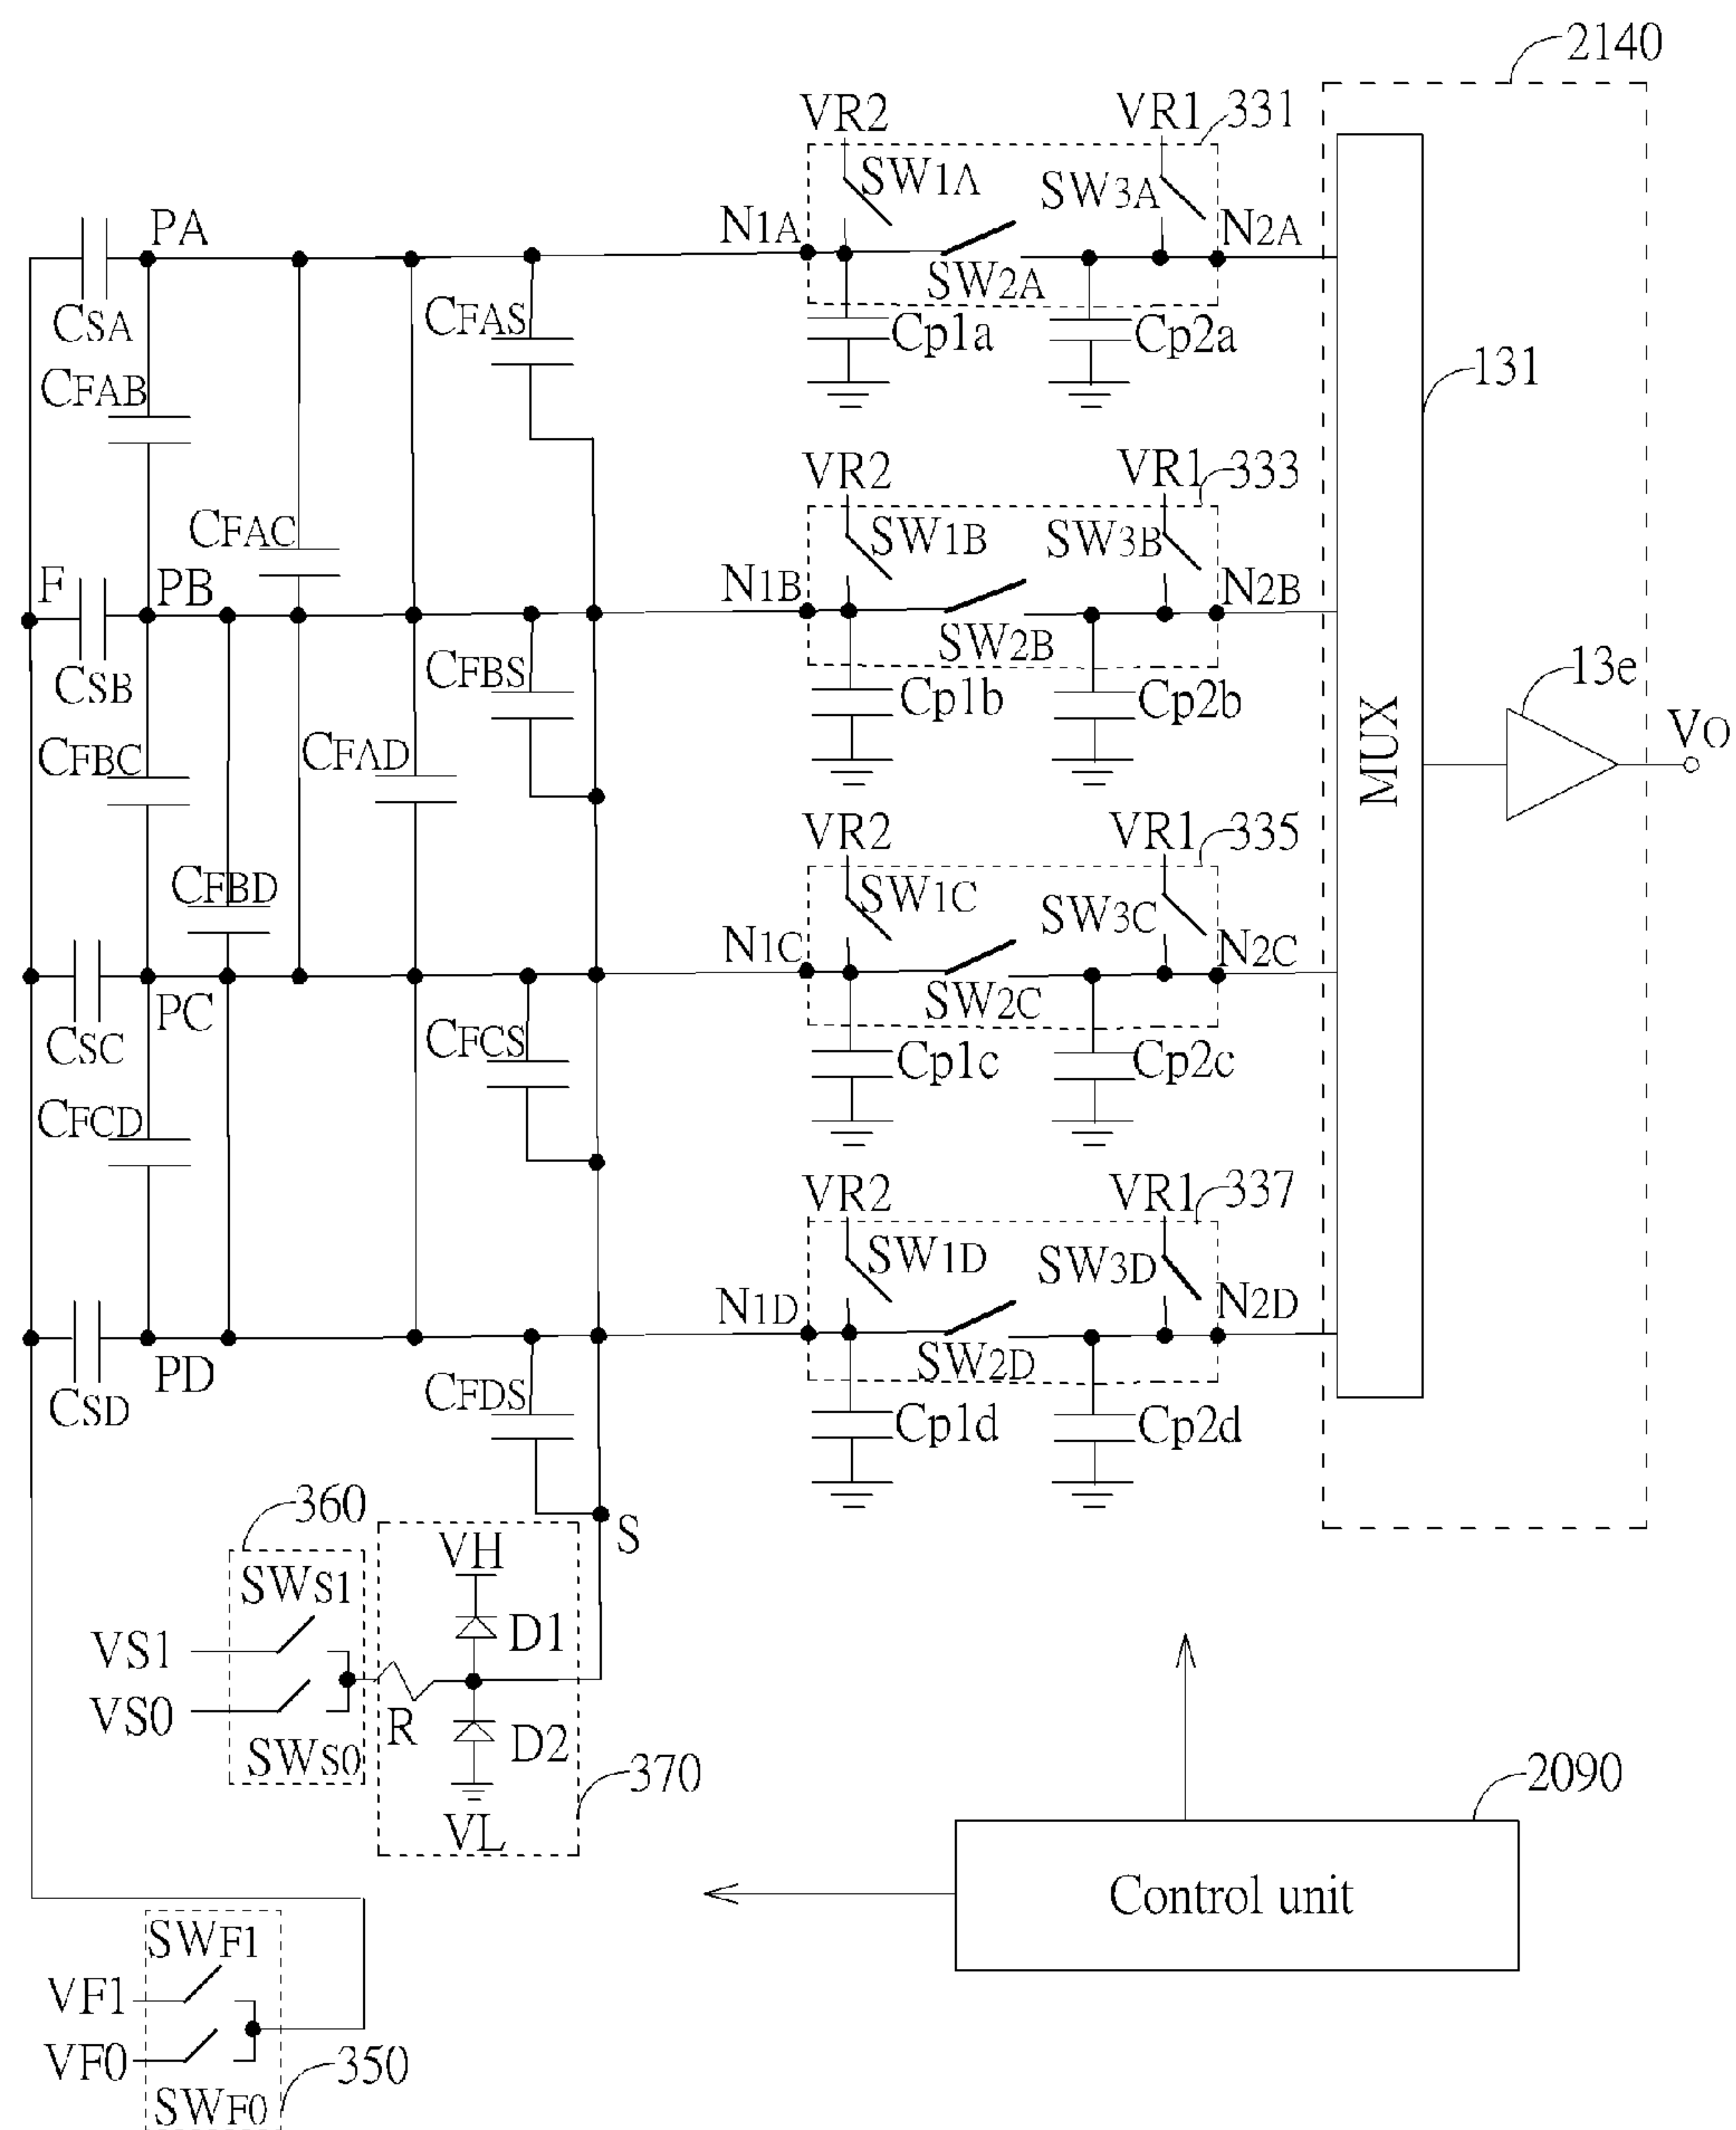 2140
VR2
VR1
331
SW1A
SW3A
PA
N1A
N2A
SW2A
CSA
CFAS
Cp1a
Cp2a
CFAB
131
VR2
VR1
333
CFAC
SW1B
SW3B
F
PB
N1B
N2B
SW2B
CSB
CFBS
Cp1b
Cp2b
13e
CFBC
CFAD
MUX
VO
VR2
VR1
335
CFBD
SW1C
SW3C
N1C
N2C
PC
SW2C
CSC
CFCS
Cp1c
Cp2c
CFCD
VR2
VR1
337
SW1D
SW3D
N1D
N2D
PD
SW2D
CSD
CFDS
Cp1d
Cp2d
360
S
VH
SWS1
D1
VS1
VS0
R
D2
SWS0
370
2090
VL
Control unit
SWF1
VF1
VF0
350
SWF0